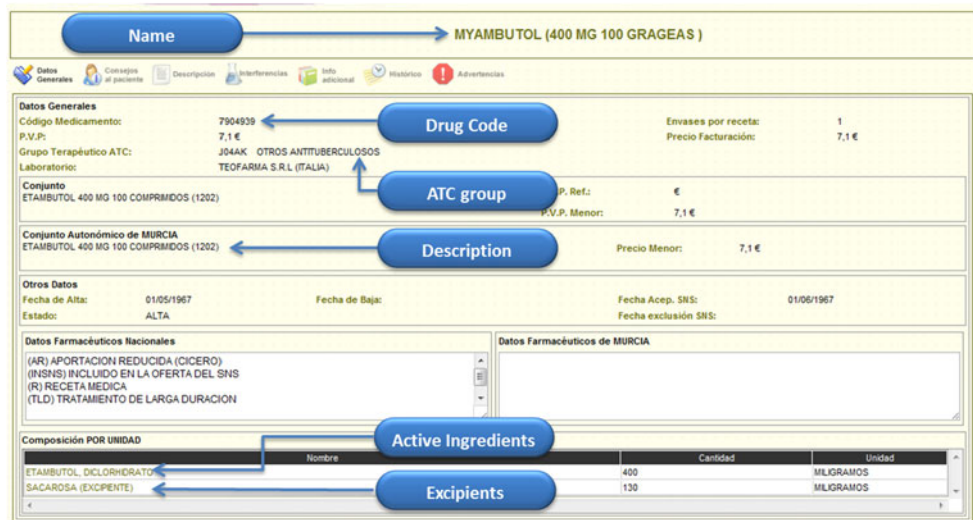 Name
MYAMBUTOL (400 MG 100 GRAGEAS )
Datos Generales
Consejos al paciente
Descripción
Interferencias
Info adicional
Histórico
Advertencias
Datos Generales
Código Medicamento: 7904939 Drug Code Envases por receta: 1
P.V.P: 7,1 € Precio Facturación: 7,1 €
Grupo Terapéutico ATC: J04AK OTROS ANTITUBERCULOSOS
Laboratorio: TEOFARMA S.R.L (ITALIA)
Conjunto
ETAMBUTOL 400 MG 100 COMPRIMIDOS (1202)
ATC group
P. Ref.: €
P.V.P. Menor: 7,1 €
Conjunto Autonómico de MURCIA
ETAMBUTOL 400 MG 100 COMPRIMIDOS (1202)
Description
Precio Menor: 7,1 €
Otros Datos
Fecha de Alta: 01/05/1967 Fecha de Baja: Fecha Acep. SNS: 01/06/1967
Estado: ALTA Fecha exclusión SNS:
Datos Farmacéuticos Nacionales
(AR) APORTACION REDUCIDA (CICERO)
(INSNS) INCLUIDO EN LA OFERTA DEL SNS
(R) RECETA MEDICA
(TLD) TRATAMIENTO DE LARGA DURACION
Datos Farmacéuticos de MURCIA
Composición POR UNIDAD
Active Ingredients
Nombre Cantidad Unidad
ETAMBUTOL, DICLORHIDRATO 400 MILIGRAMOS
SACAROSA (EXCIPIENTE) 130 MILIGRAMOS
Excipients